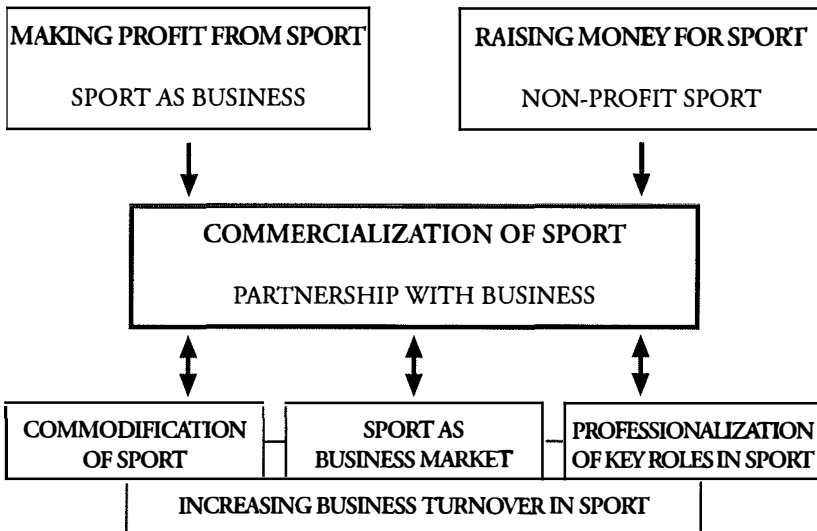 MAKING PROFIT FROM SPORT
SPORT AS BUSINESS
RAISING MONEY FOR SPORT
NON-PROFIT SPORT
COMMERCIALIZATION OF SPORT
PARTNERSHIP WITH BUSINESS
COMMODIFICATION
OF SPORT
SPORT AS
BUSINESS MARKET
PROFESSIONALIZATION
OF KEY ROLES IN SPORT
INCREASING BUSINESS TURNOVER IN SPORT